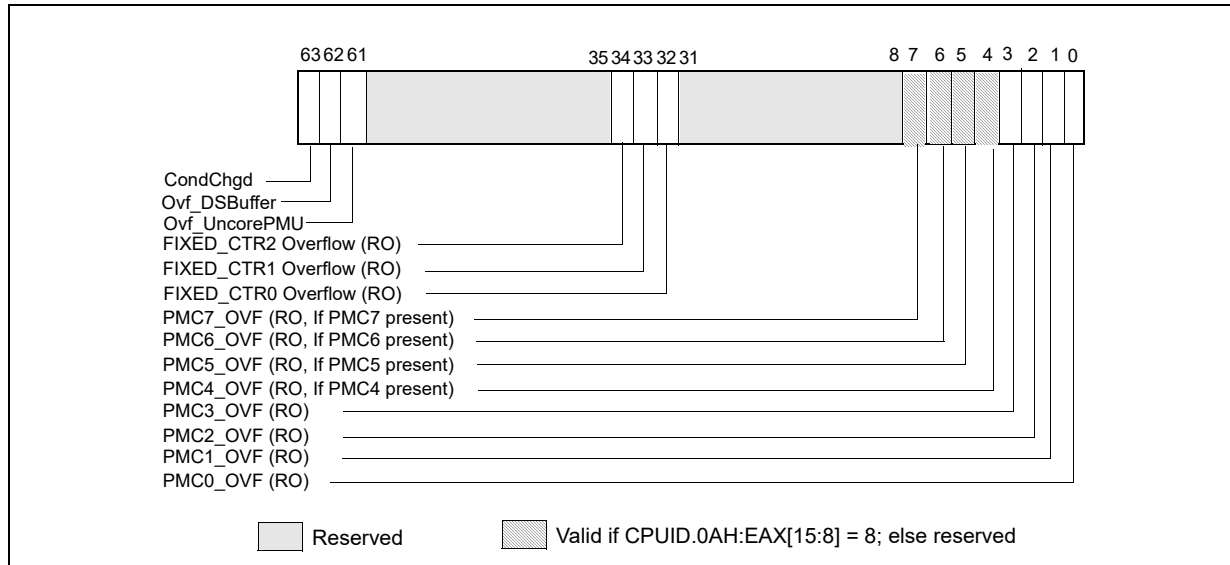 63 62 61 35 34 33 32 31 8 7 6 5 4 3 2 1 0
CondChgd
Ovf_DSBuffer
Ovf_UncorePMU
FIXED_CTR2 Overflow (RO)
FIXED_CTR1 Overflow (RO)
FIXED_CTR0 Overflow (RO)
PMC7_OVF (RO, If PMC7 present)
PMC6_OVF (RO, If PMC6 present)
PMC5_OVF (RO, If PMC5 present)
PMC4_OVF (RO, If PMC4 present)
PMC3_OVF (RO)
PMC2_OVF (RO)
PMC1_OVF (RO)
PMC0_OVF (RO)
Reserved Valid if CPUID.0AH:EAX[15:8] = 8; else reserved